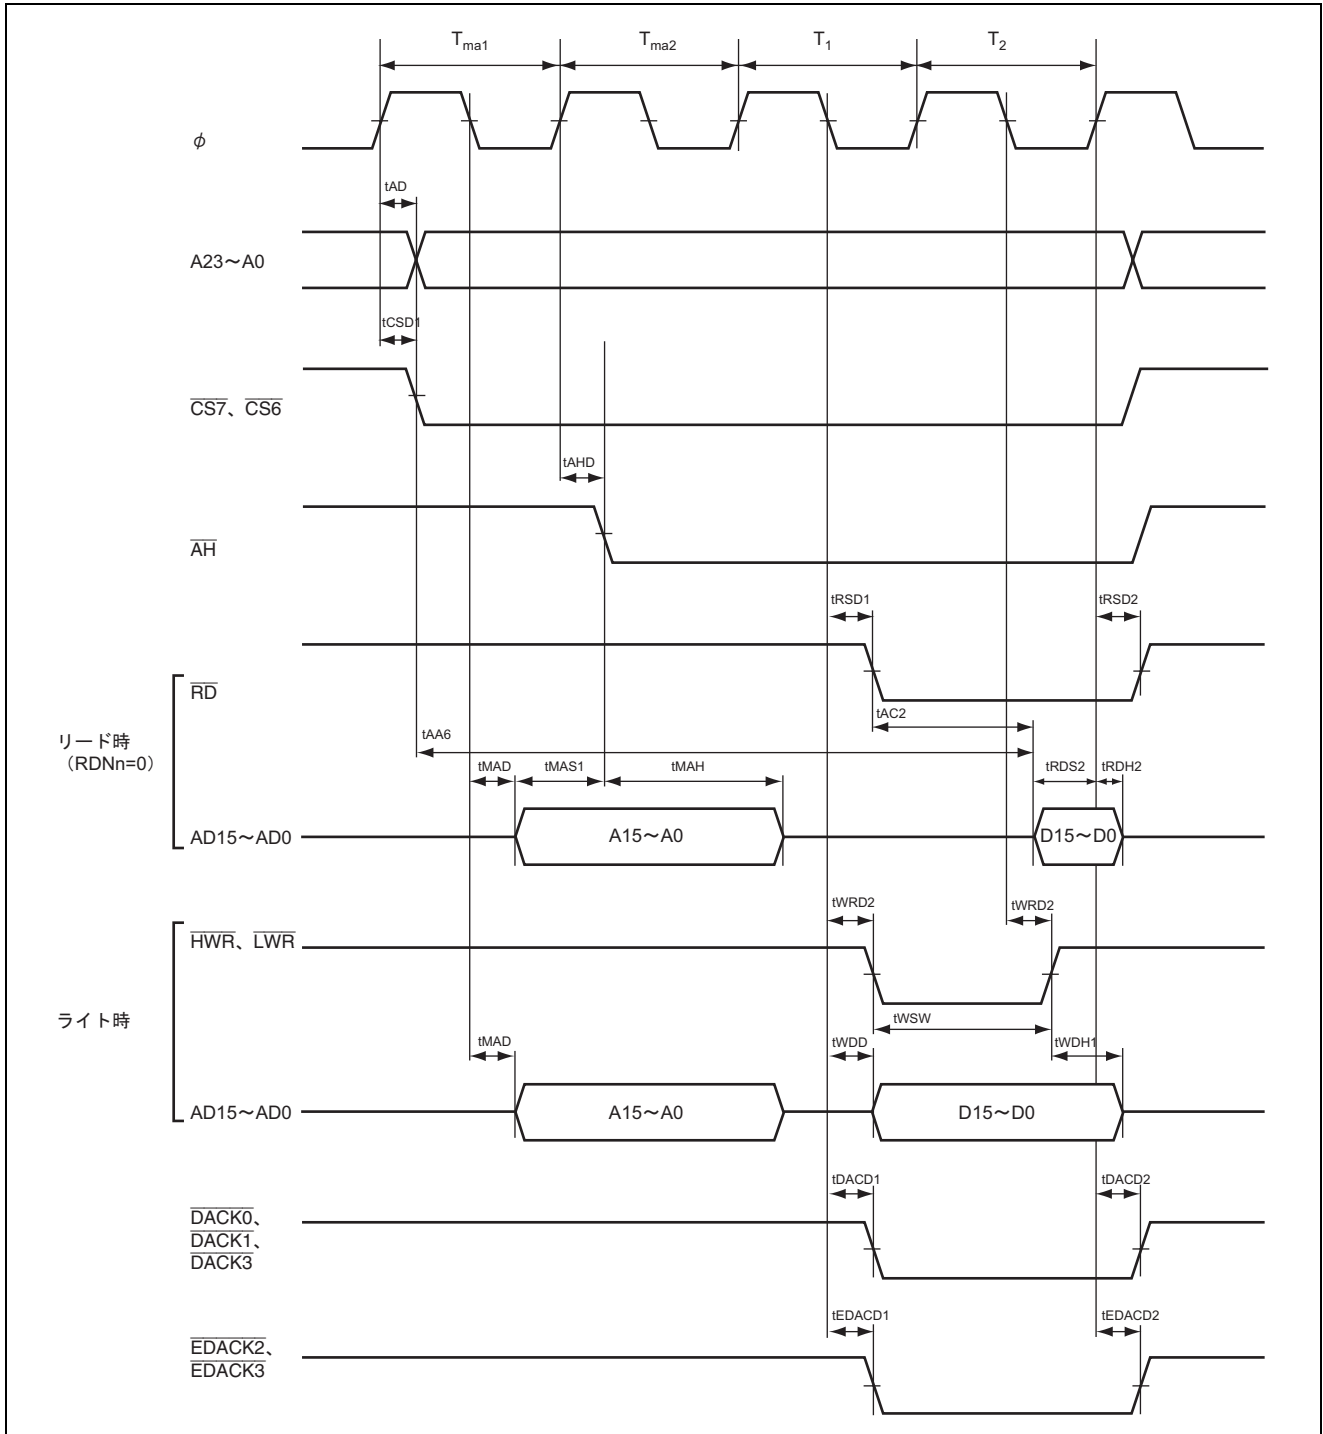 Tma1 Tma2 T1 T2
φ
tAD
A23～A0
tCSD1
CS7、CS6
tAHD
AH
tRSD1 tRSD2
RD
tAC2
リード時
（RDNn=0）
tAA6
tMAD tMAS1 tMAH tRDS2 tRDH2
AD15～AD0 A15～A0 D15～D0
tWRD2 tWRD2
HWR、LWR
ライト時
tWSW
tMAD tWDD tWDH1
AD15～AD0 A15～A0 D15～D0
tDACD1 tDACD2
DACK0、
DACK1、
DACK3
tEDACD1 tEDACD2
EDACK2、
EDACK3